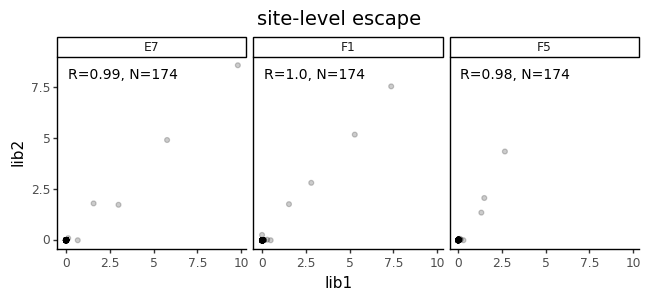 site-level escape
E7 F1 F5
R=0.99, N=174 R=1.0, N=174 R=0.98, N=174
7.5
5
2.5
0
lib2
0 2.5 5 7.5 10 0 2.5 5 7.5 10 0 2.5 5 7.5 10
lib1